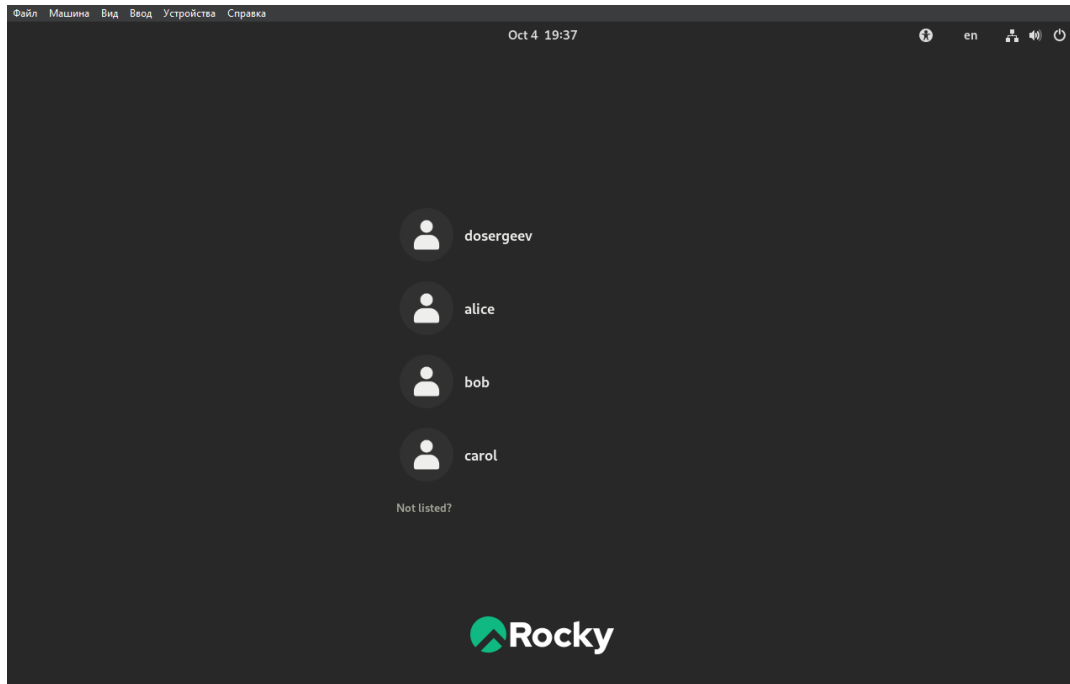 Файл Машина Вид Ввод Устройства Справка
Oct 4 19:37 en
dosergeev
alice
bob
carol
Not listed?
Rocky